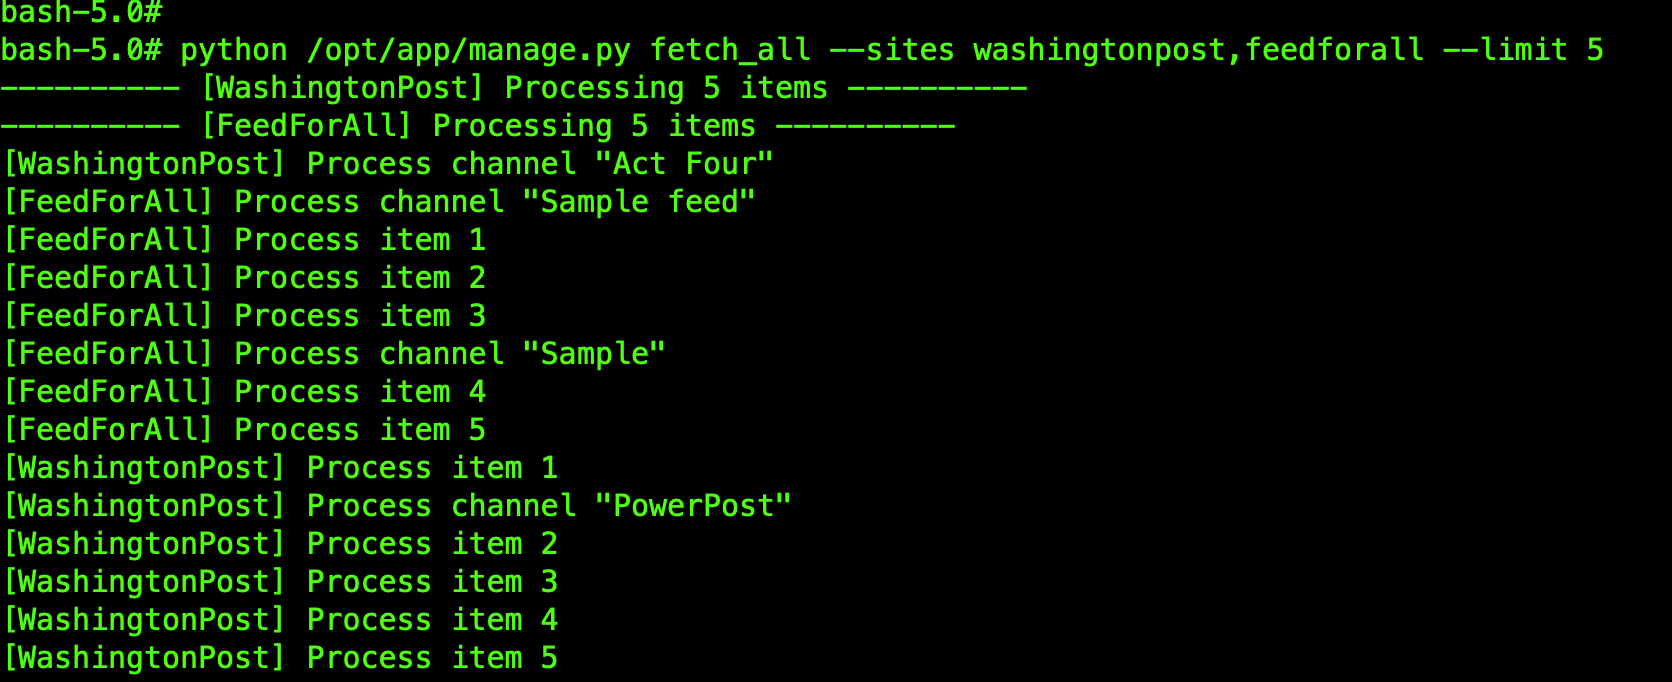 bash-5.0#
bash-5.0# python /opt/app/manage.py fetch_all --sites washingtonpost,feedforall --limit 5
---------- [WashingtonPost] Processing 5 items ----------
---------- [FeedForAll] Processing 5 items ----------
[WashingtonPost] Process channel "Act Four"
[FeedForAll] Process channel "Sample feed"
[FeedForAll] Process item 1
[FeedForAll] Process item 2
[FeedForAll] Process item 3
[FeedForAll] Process channel "Sample"
[FeedForAll] Process item 4
[FeedForAll] Process item 5
[WashingtonPost] Process item 1
[WashingtonPost] Process channel "PowerPost"
[WashingtonPost] Process item 2
[WashingtonPost] Process item 3
[WashingtonPost] Process item 4
[WashingtonPost] Process item 5